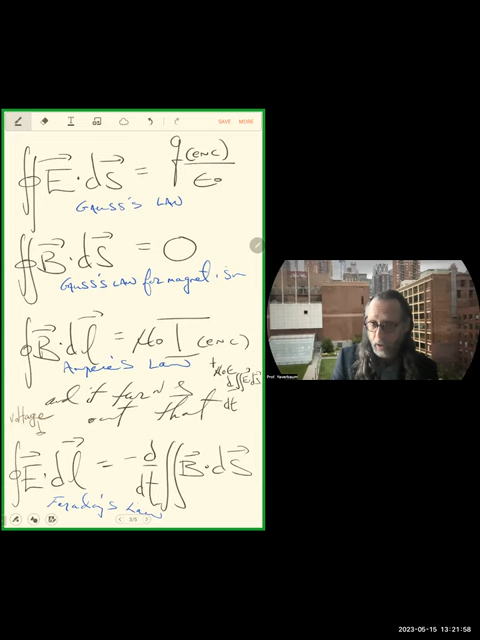 SAVE MORE
∯ E⃗ · dS⃗ = q(enc) / ε₀
GAUSS'S LAW
∯ B⃗ · dS⃗ = 0
GAUSS'S LAW for magnetism
∮ B⃗ · dl⃗ = μ₀ I (enc)
Ampere's Law
+ μ₀ε₀ d∬E⃗·dS⃗ / dt
and it turns
out that
voltage
∮ E⃗ · dl⃗ = - d/dt ∬ B⃗ · dS⃗
Faraday's Law
3/5
Prof. Yaverbaum
2023-05-15 13:21:58